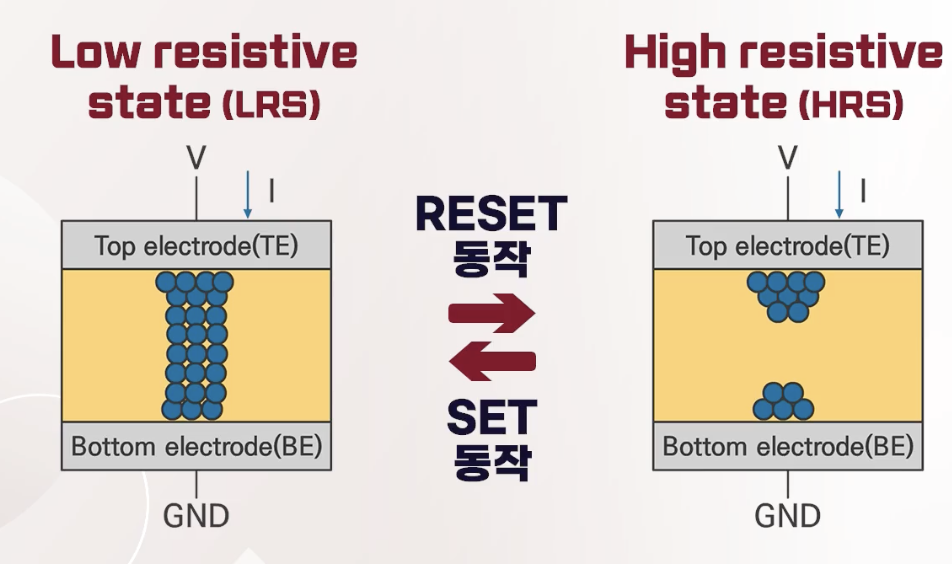 Low resistive
state (LRS)
V
I
Top electrode(TE)
Bottom electrode(BE)
GND
RESET
동작
SET
동작
High resistive
state (HRS)
V
I
Top electrode(TE)
Bottom electrode(BE)
GND